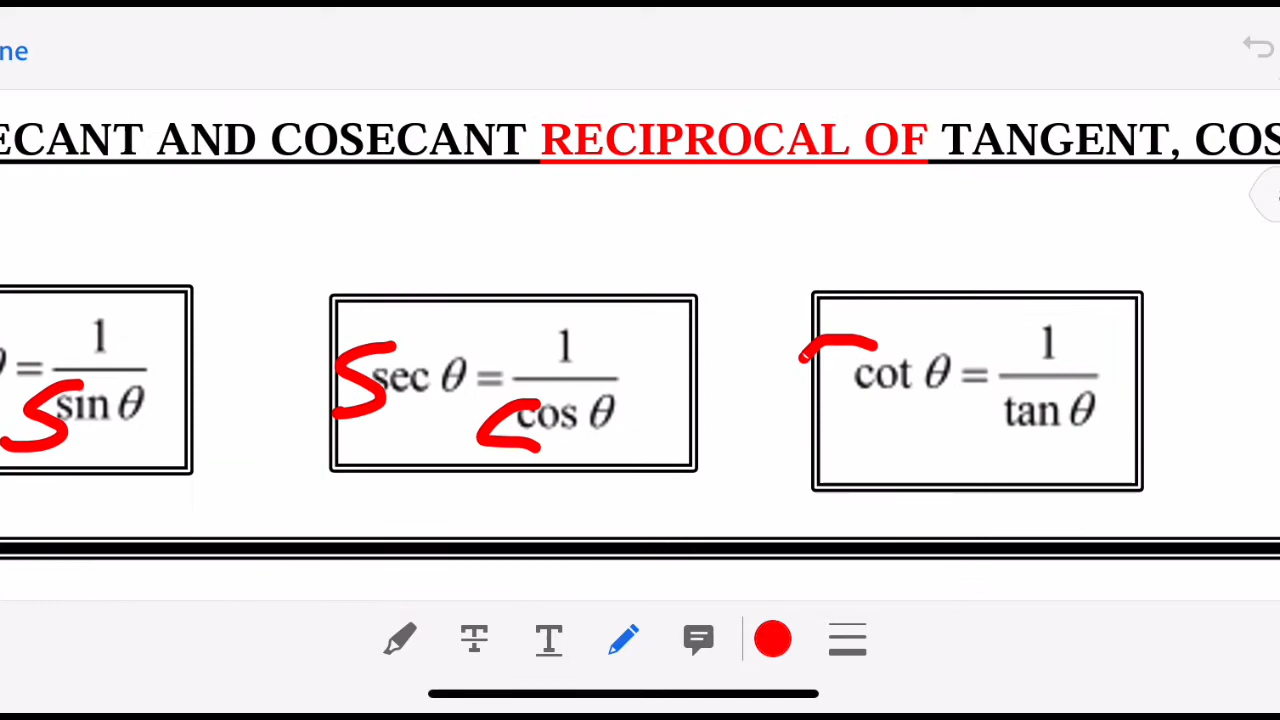 ne
ECANT AND COSECANT RECIPROCAL OF TANGENT, COS
θ = 1/sin θ
S
sec θ = 1/cos θ
S
C
cot θ = 1/tan θ